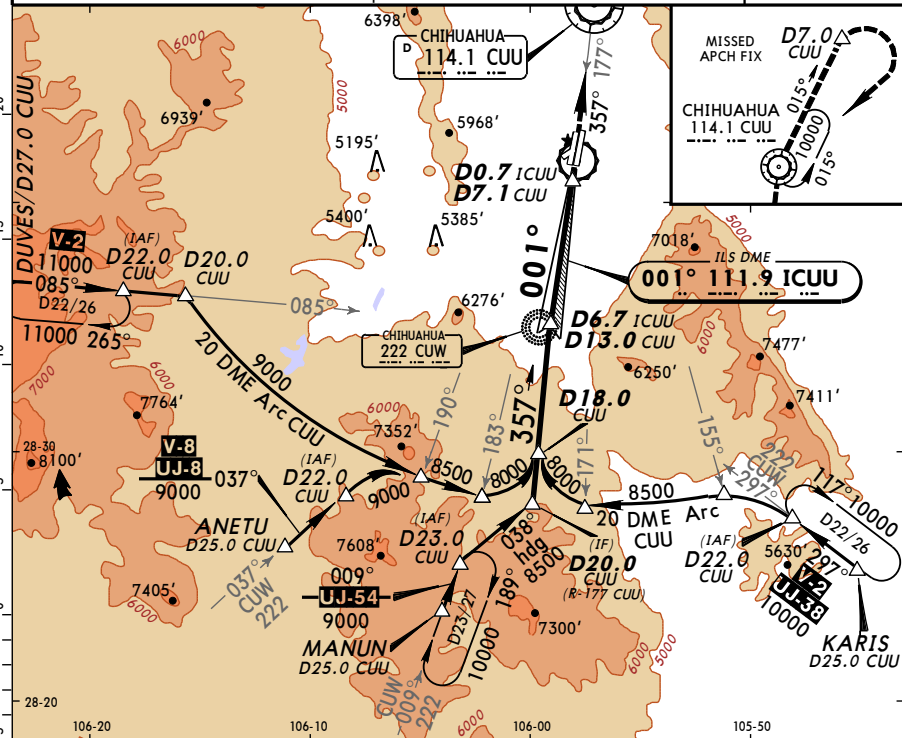 6000
6398'
CHIHUAHUA
D 114.1 CUU
177°
357°
MISSED
APCH FIX
D7.0
CUU
015°
CHIHUAHUA
114.1 CUU
10000
015°
DUVES/D27.0 CUU
6939'
5000
5968'
5195'
D0.7 ICUU
D7.1 CUU
5400'
5385'
5000
7018'
V-2
11000
085°
D22/26
11000 265°
(IAF)
D22.0
CUU
D20.0
CUU
085°
001°
ILS DME
001° 111.9 ICUU
6276'
CHIHUAHUA
222 CUW
D6.7 ICUU
D13.0 CUU
6000
7477'
6250'
7411'
20 DME Arc CUU
9000
7000
6000
7764'
6000
7352'
190°
183°
357°
D18.0
CUU
171°
155°
28-30
8100'
V-8
UJ-8
9000
037°
(IAF)
D22.0
CUU
9000
8500
8000
8000
20 DME Arc
CUU
8500
222
CUW
297°
117° 10000
D22/26
297°
ANETU
D25.0 CUU
037°
CUW
222
(IAF)
D23.0
CUU
7608'
038°
hdg
8500
189°
(IF)
D20.0
CUU
(R-177 CUU)
(IAF)
D22.0
CUU
5630'
V-2
UJ-38
10000
KARIS
D25.0 CUU
7405'
6000
009°
UJ-54
9000
MANUN
D25.0 CUU
D23/27
10000
7300'
6000
5000
CUW
009°
222
6000
28-20
106-20
106-10
106-00
105-50